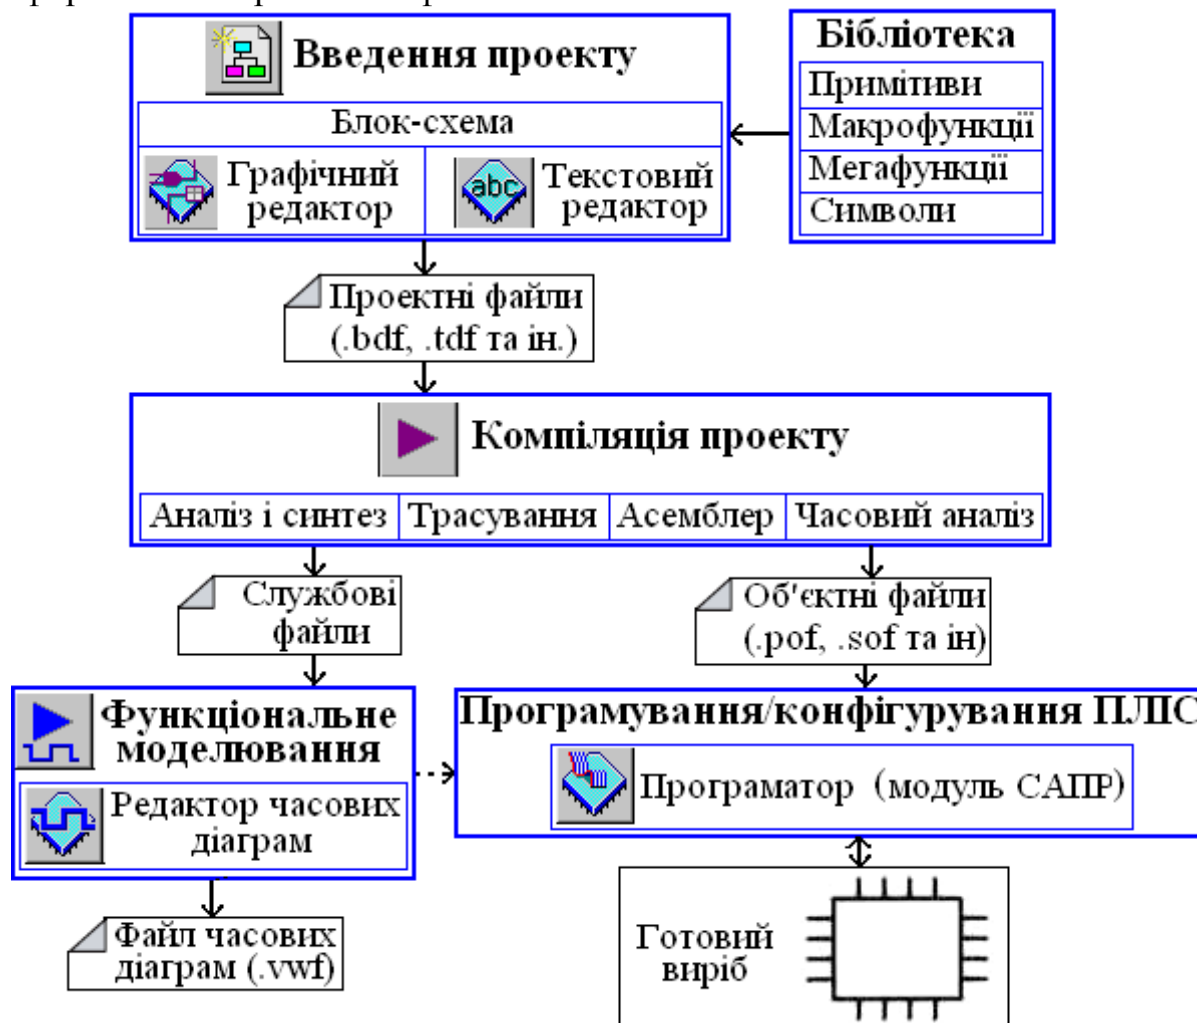 Введення проекту
Блок-схема
Графічний
редактор
abc
Текстовий
редактор
Бібліотека
Примітиви
Макрофункції
Мегафункції
Символи
Проектні файли
(.bdf, .tdf та ін.)
Компіляція проекту
Аналіз і синтез
Трасування
Асемблер
Часовий аналіз
Службові
файли
Об'єктні файли
(.pof, .sof та ін)
Функціональне
моделювання
Редактор часових
діаграм
Програмування/конфігурування ПЛІС
Програматор (модуль САПР)
Файл часових
діаграм (.vwf)
Готовий
виріб